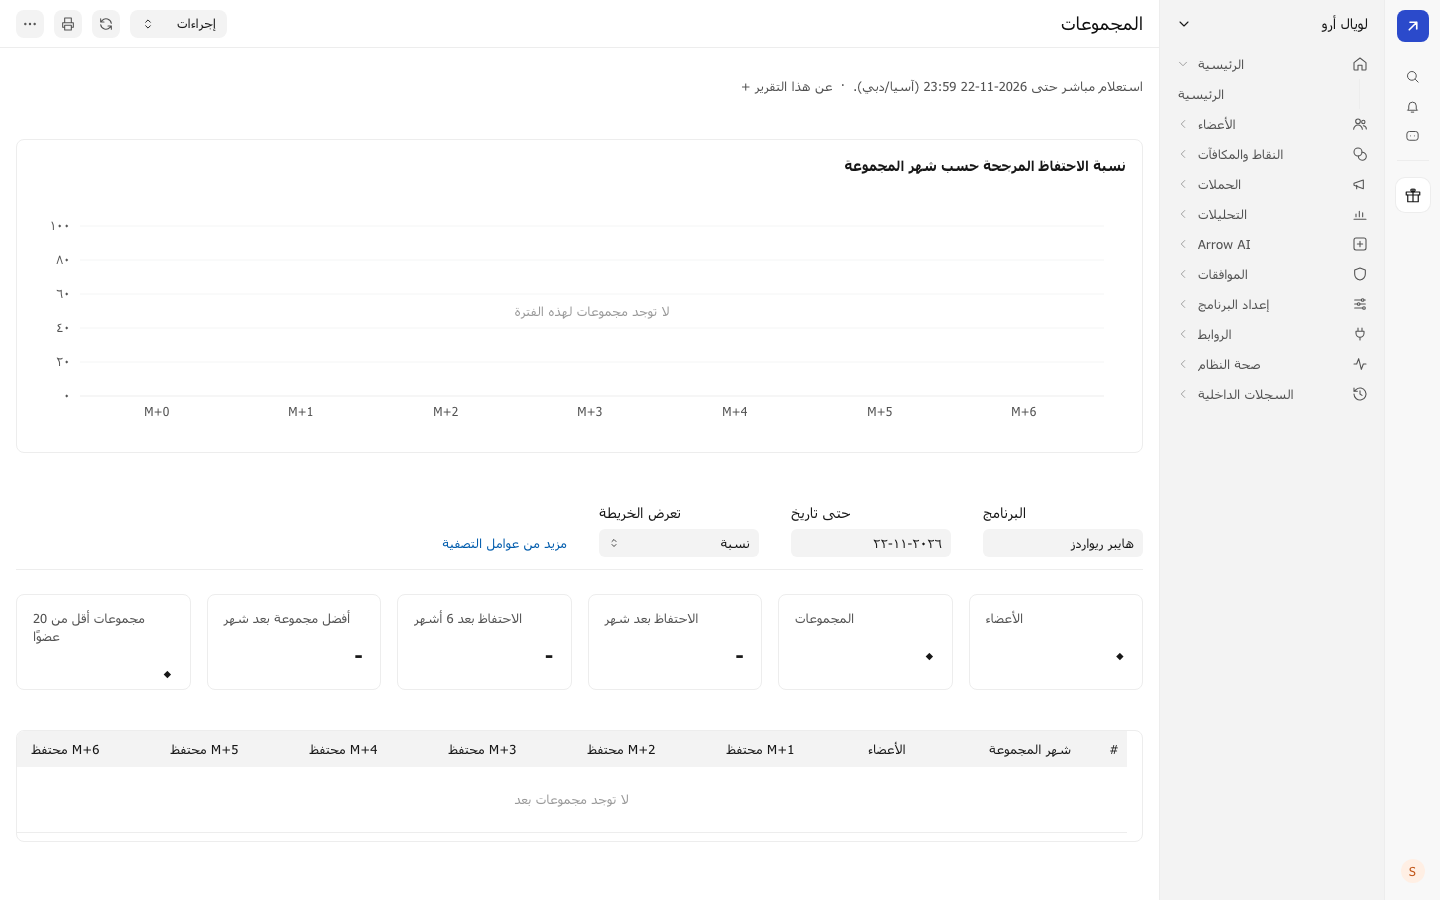 لويال أرو
الرئيسية
الرئيسية
الأعضاء
النقاط والمكافآت
الحملات
التحليلات
Arrow AI
الموافقات
إعداد البرنامج
الروابط
صحة النظام
السجلات الداخلية
S
المجموعات
إجراءات
استعلام مباشر حتى 2026-11-22 23:59 (آسيا/دبي). · عن هذا التقرير +
نسبة الاحتفاظ المرجحة حسب شهر المجموعة
١٠٠
٨٠
٦٠
٤٠
٢٠
٠
لا توجد مجموعات لهذه الفترة
M+0 M+1 M+2 M+3 M+4 M+5 M+6
البرنامج
هايبر ريواردز
حتى تاريخ
٢٢-١١-٢٠٢٦
تعرض الخريطة
نسبة
مزيد من عوامل التصفية
الأعضاء
٠
المجموعات
٠
الاحتفاظ بعد شهر
-
الاحتفاظ بعد 6 أشهر
-
أفضل مجموعة بعد شهر
-
مجموعات أقل من 20
عضوًا
٠
# شهر المجموعة الأعضاء M+1 محتفظ M+2 محتفظ M+3 محتفظ M+4 محتفظ M+5 محتفظ M+6 محتفظ
لا توجد مجموعات بعد